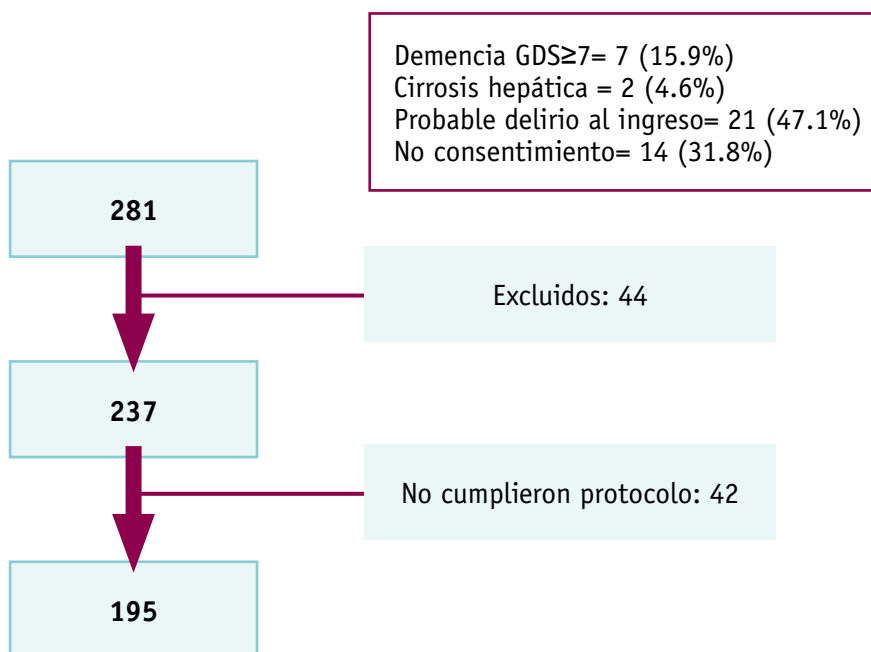 Demencia GDS≥7= 7 (15.9%)
Cirrosis hepática = 2 (4.6%)
Probable delirio al ingreso= 21 (47.1%)
No consentimiento= 14 (31.8%)
281
Excluidos: 44
237
No cumplieron protocolo: 42
195